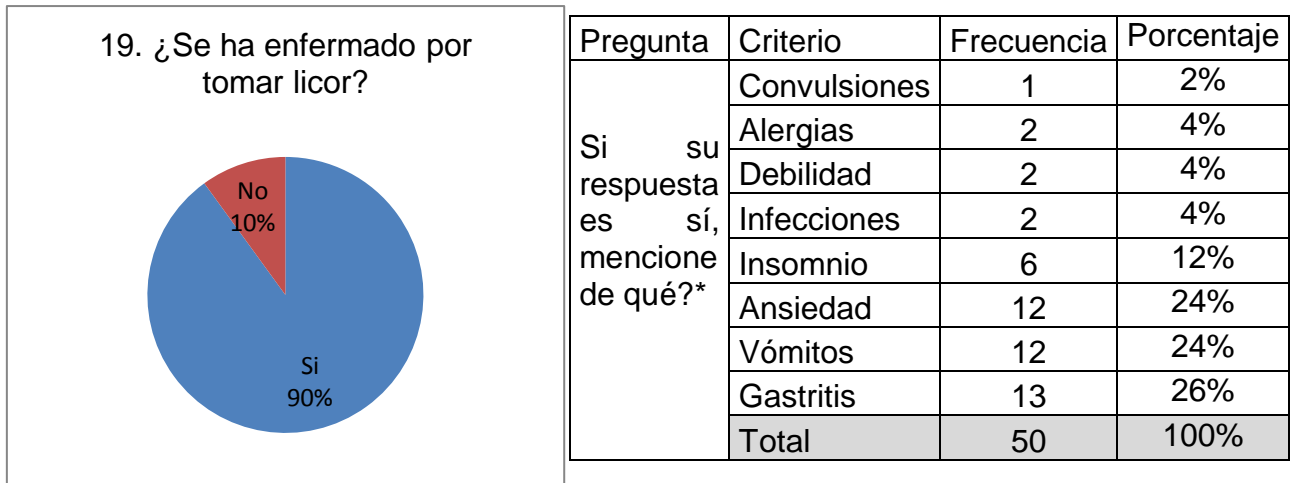 19. ¿Se ha enfermado por
tomar licor?
No
10%
Si
90%
Pregunta Criterio Frecuencia Porcentaje
Si su
respuesta
es sí,
mencione
de qué?*
Convulsiones 1 2%
Alergias 2 4%
Debilidad 2 4%
Infecciones 2 4%
Insomnio 6 12%
Ansiedad 12 24%
Vómitos 12 24%
Gastritis 13 26%
Total 50 100%